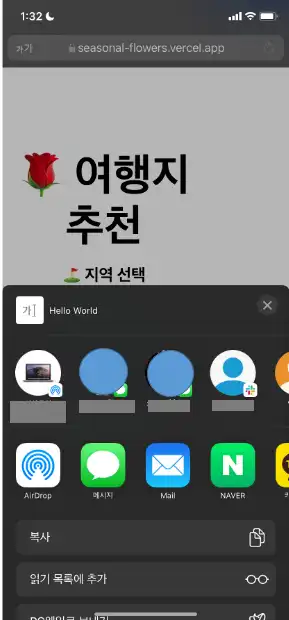 1:32
가가 seasonal-flowers.vercel.app
여행지
추천
지역 선택
가 Hello World
AirDrop
메시지
Mail
N
NAVER
복사
읽기 목록에 추가